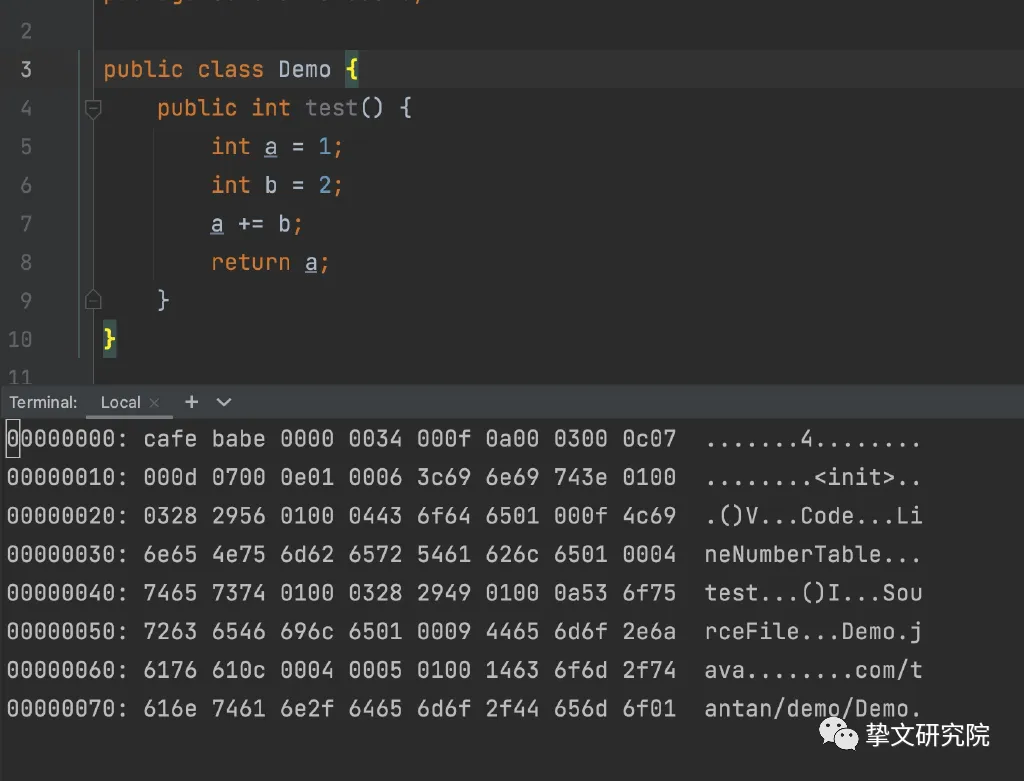 2
3 public class Demo {
4 public int test() {
5 int a = 1;
6 int b = 2;
7 a += b;
8 return a;
9 }
10 }
11
Terminal: Local × +
00000000: cafe babe 0000 0034 000f 0a00 0300 0c07 .......4........
00000010: 000d 0700 0e01 0006 3c69 6e69 743e 0100 ........<init>..
00000020: 0328 2956 0100 0443 6f64 6501 000f 4c69 .()V...Code...Li
00000030: 6e65 4e75 6d62 6572 5461 626c 6501 0004 neNumberTable...
00000040: 7465 7374 0100 0328 2949 0100 0a53 6f75 test...()I...Sou
00000050: 7263 6546 696c 6501 0009 4465 6d6f 2e6a rceFile...Demo.j
00000060: 6176 610c 0004 0005 0100 1463 6f6d 2f74 ava........com/t
00000070: 616e 7461 6e2f 6465 6d6f 2f44 656d 6f01 antan/demo/Demo.
挚文研究院